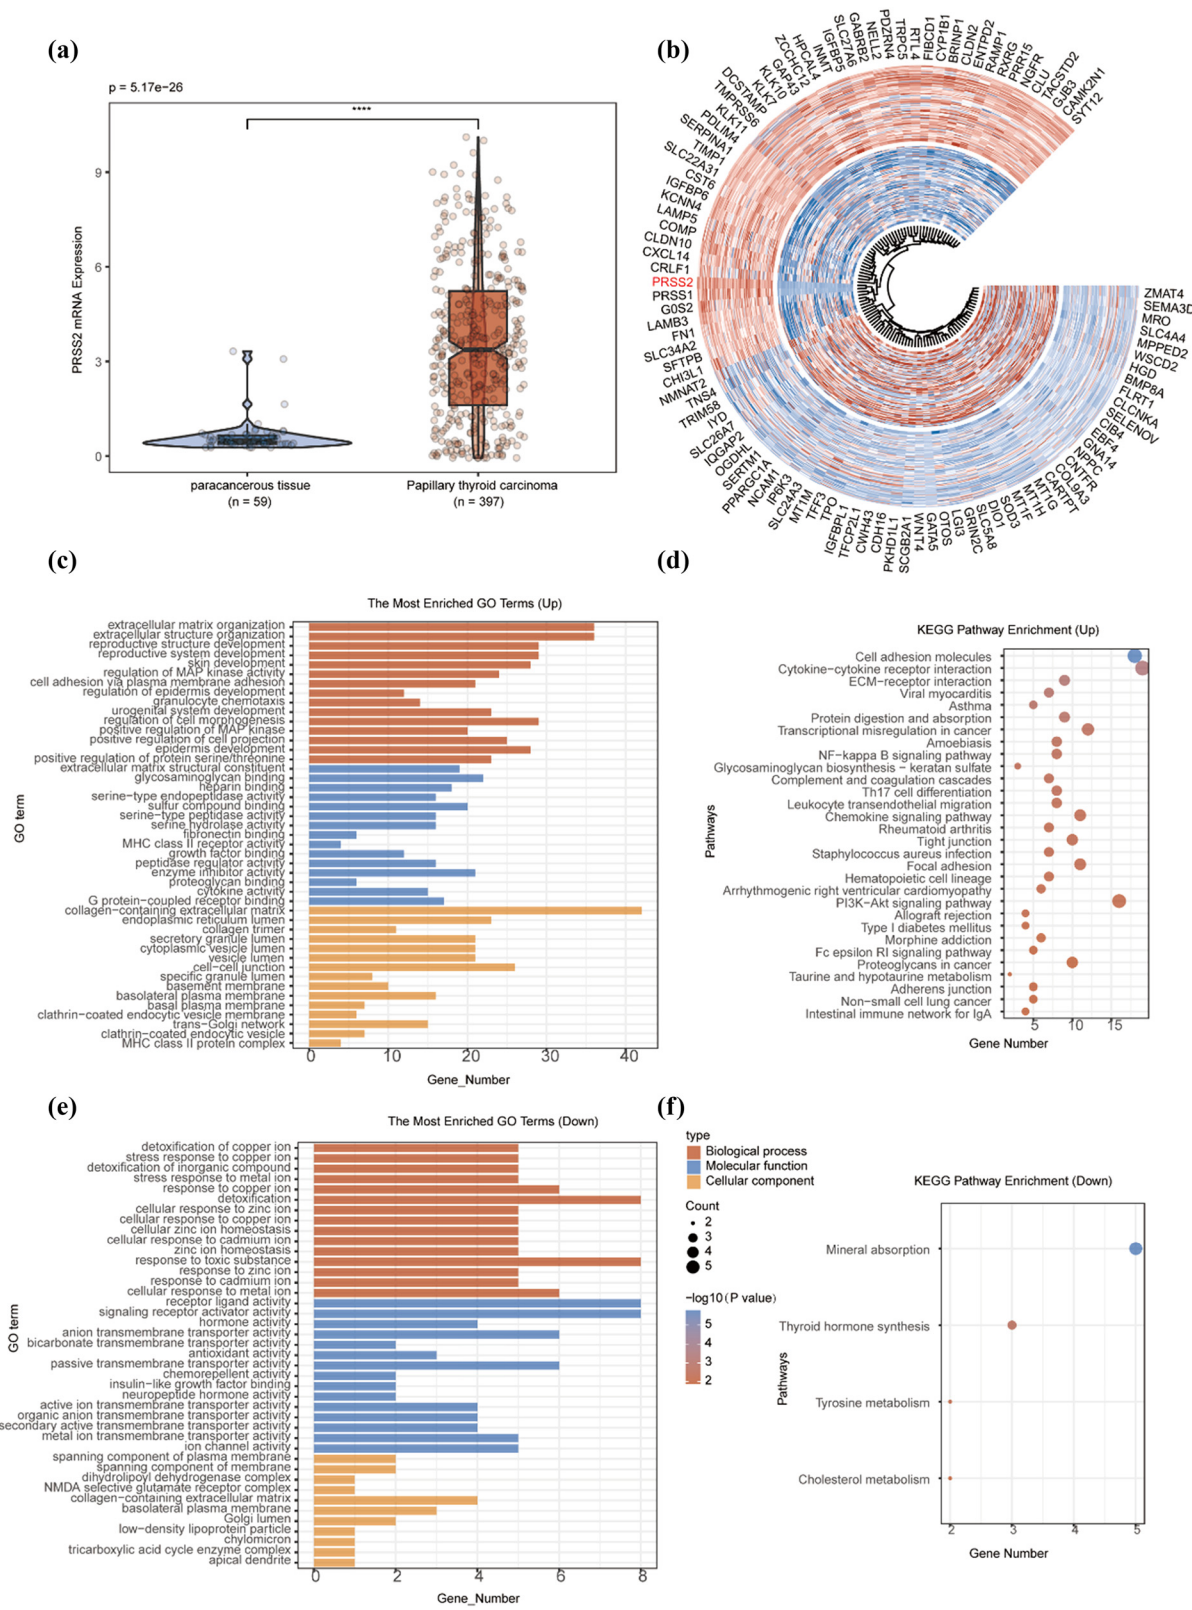 (a)
p = 5.17e−26
****
PRSS2 mRNA Expression
9
6
3
0
paracancerous tissue
(n = 59)
Papillary thyroid carcinoma
(n = 397)
(b)
SYT12
CAMK2N1
GJB3
TACSTD2
CLU
NGFR
PRR15
RXRG
RAMP1
ENTPD2
CLDN2
BRINP1
CYP1B1
FIBCD1
RTL4
TRPC5
PDZRN4
NELL2
GABRB2
SLC27A6
IGFBP5
INMT
HPCAL4
ZCCHC12
GAP43
KLK10
KLK7
DCSTAMP
TMPRSS6
KLK11
PDLIM4
SERPINA1
TIMP1
SLC22A31
CST6
IGFBP6
KCNN4
LAMP5
COMP
CLDN10
CXCL14
CRLF1
PRSS2
PRSS1
G0S2
LAMB3
FN1
SLC34A2
SFTPB
CHI3L1
NMNAT2
TNS4
TRIM58
IYD
SLC26A7
IQGAP2
OGDHL
SERTM1
PPARGC1A
NCAM1
IP6K3
SLC24A3
MT1M
TFF3
TPO
IGFBPL1
TFCP2L1
CWH43
CDH16
PKHD1L1
SCGB2A1
WNT4
GATA5
OTOS
LGI3
GRIN2C
SLC5A8
DIO1
SOD3
MT1F
MT1H
MT1G
CARTPT
COL9A3
CNTFR
NPPC
GNA14
EBF4
CIB4
SELENOV
CLCNKA
FLRT1
BMP8A
HGD
WSCD2
MPPED2
SLC4A4
MRO
SEMA3D
ZMAT4
(c)
The Most Enriched GO Terms (Up)
GO term
extracellular matrix organization
extracellular structure organization
reproductive structure development
reproductive system development
skin development
regulation of MAP kinase activity
cell adhesion via plasma membrane adhesion
regulation of epidermis development
granulocyte chemotaxis
urogenital system development
regulation of cell morphogenesis
positive regulation of MAP kinase
positive regulation of cell projection
epidermis development
positive regulation of protein serine/threonine
extracellular matrix structural constituent
glycosaminoglycan binding
heparin binding
serine−type endopeptidase activity
sulfur compound binding
serine−type peptidase activity
serine hydrolase activity
fibronectin binding
MHC class II receptor activity
growth factor binding
peptidase regulator activity
enzyme inhibitor activity
proteoglycan binding
cytokine activity
G protein−coupled receptor binding
collagen−containing extracellular matrix
endoplasmic reticulum lumen
collagen trimer
secretory granule lumen
cytoplasmic vesicle lumen
vesicle lumen
cell−cell junction
specific granule lumen
basement membrane
basolateral plasma membrane
basal plasma membrane
clathrin−coated endocytic vesicle membrane
trans−Golgi network
clathrin−coated endocytic vesicle
MHC class II protein complex
0 10 20 30 40
Gene_Number
(d)
KEGG Pathway Enrichment (Up)
Pathways
Cell adhesion molecules
Cytokine−cytokine receptor interaction
ECM−receptor interaction
Viral myocarditis
Asthma
Protein digestion and absorption
Transcriptional misregulation in cancer
Amoebiasis
NF−kappa B signaling pathway
Glycosaminoglycan biosynthesis − keratan sulfate
Complement and coagulation cascades
Th17 cell differentiation
Leukocyte transendothelial migration
Chemokine signaling pathway
Rheumatoid arthritis
Tight junction
Staphylococcus aureus infection
Focal adhesion
Hematopoietic cell lineage
Arrhythmogenic right ventricular cardiomyopathy
PI3K−Akt signaling pathway
Allograft rejection
Type I diabetes mellitus
Morphine addiction
Fc epsilon RI signaling pathway
Proteoglycans in cancer
Taurine and hypotaurine metabolism
Adherens junction
Non−small cell lung cancer
Intestinal immune network for IgA
5 10 15
Gene Number
(e)
The Most Enriched GO Terms (Down)
GO term
detoxification of copper ion
stress response to copper ion
detoxification of inorganic compound
stress response to metal ion
response to copper ion
detoxification
cellular response to zinc ion
cellular response to copper ion
cellular zinc ion homeostasis
cellular response to cadmium ion
zinc ion homeostasis
response to toxic substance
response to zinc ion
response to cadmium ion
cellular response to metal ion
receptor ligand activity
signaling receptor activator activity
hormone activity
anion transmembrane transporter activity
bicarbonate transmembrane transporter activity
antioxidant activity
passive transmembrane transporter activity
chemorepellent activity
insulin−like growth factor binding
neuropeptide hormone activity
active ion transmembrane transporter activity
organic anion transmembrane transporter activity
secondary active transmembrane transporter activity
metal ion transmembrane transporter activity
ion channel activity
spanning component of plasma membrane
spanning component of membrane
dihydrolipoyl dehydrogenase complex
NMDA selective glutamate receptor complex
collagen−containing extracellular matrix
basolateral plasma membrane
Golgi lumen
low−density lipoprotein particle
chylomicron
tricarboxylic acid cycle enzyme complex
apical dendrite
0 2 4 6 8
Gene_Number
type
Biological process
Molecular function
Cellular component
Count
2
3
4
5
−log10(P value)
5
4
3
2
(f)
KEGG Pathway Enrichment (Down)
Pathways
Mineral absorption
Thyroid hormone synthesis
Tyrosine metabolism
Cholesterol metabolism
2 3 4 5
Gene Number